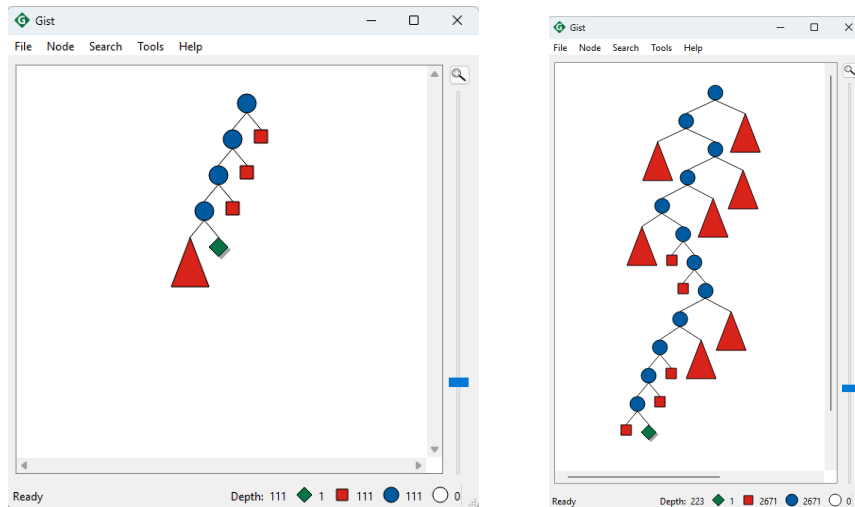 Gist
File Node Search Tools Help
Ready Depth: 111 1 111 111 0
Gist
File Node Search Tools Help
Ready Depth: 223 1 2671 2671 0